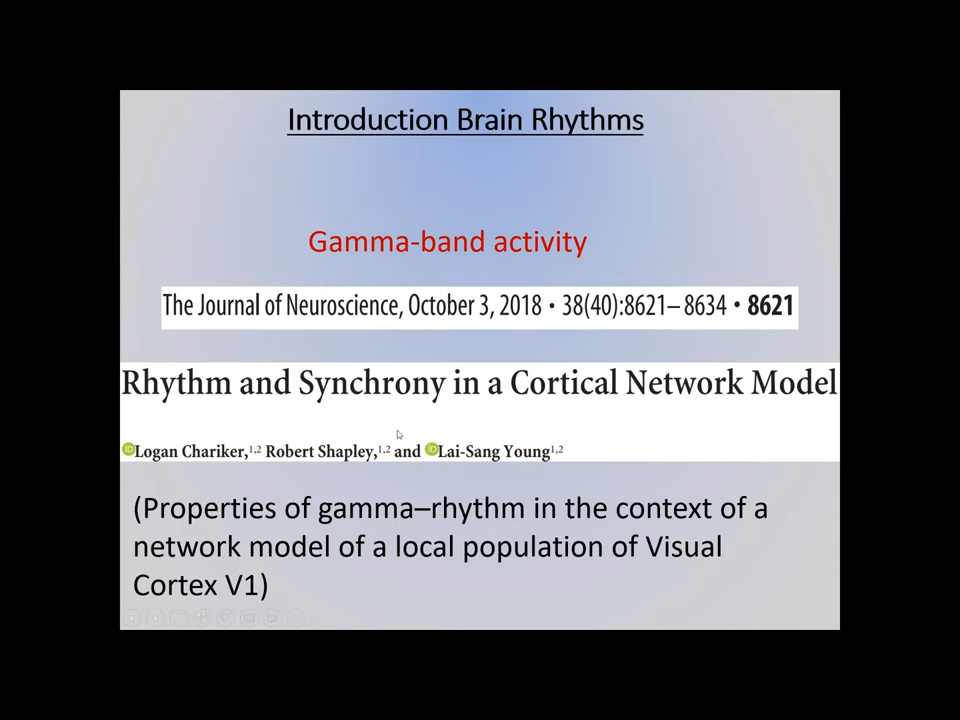 Introduction Brain Rhythms
Gamma-band activity
The Journal of Neuroscience, October 3, 2018 • 38(40):8621–8634 • 8621
Rhythm and Synchrony in a Cortical Network Model
iD Logan Chariker,1,2 Robert Shapley,1,2 and iD Lai-Sang Young1,2
(Properties of gamma–rhythm in the context of a
network model of a local population of Visual
Cortex V1)